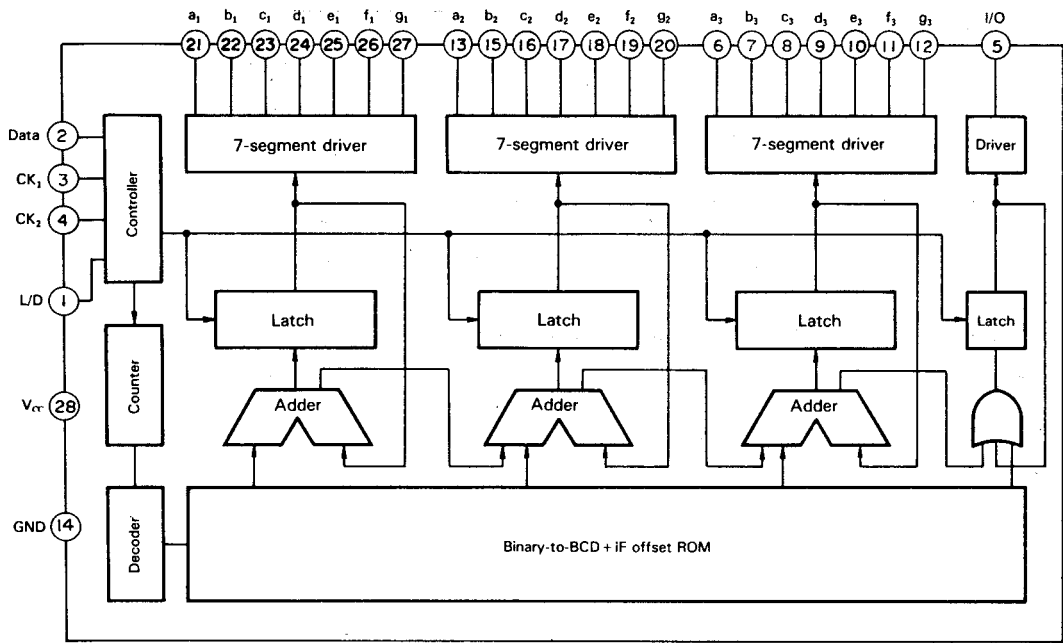 a₁ b₁ c₁ d₁ e₁ f₁ g₁ a₂ b₂ c₂ d₂ e₂ f₂ g₂ a₃ b₃ c₃ d₃ e₃ f₃ g₃ I/O
21 22 23 24 25 26 27 13 15 16 17 18 19 20 6 7 8 9 10 11 12 5
Data 2
CK₁ 3
CK₂ 4
L/D 1
V_CC 28
GND 14
Controller
Counter
Decoder
7-segment driver 7-segment driver 7-segment driver Driver
Latch Latch Latch Latch
Adder Adder Adder
Binary-to-BCD + iF offset ROM